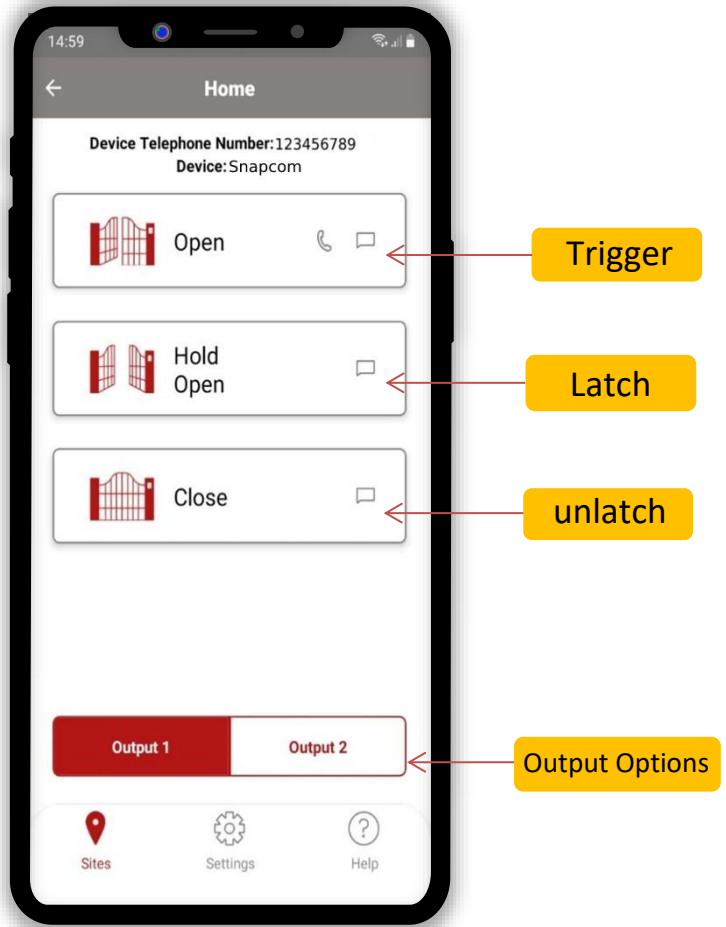 14:59
Home
Device Telephone Number:123456789
Device:Snapcom
Open
Trigger
Hold
Open
Latch
Close
unlatch
Output 1 Output 2
Output Options
Sites Settings Help